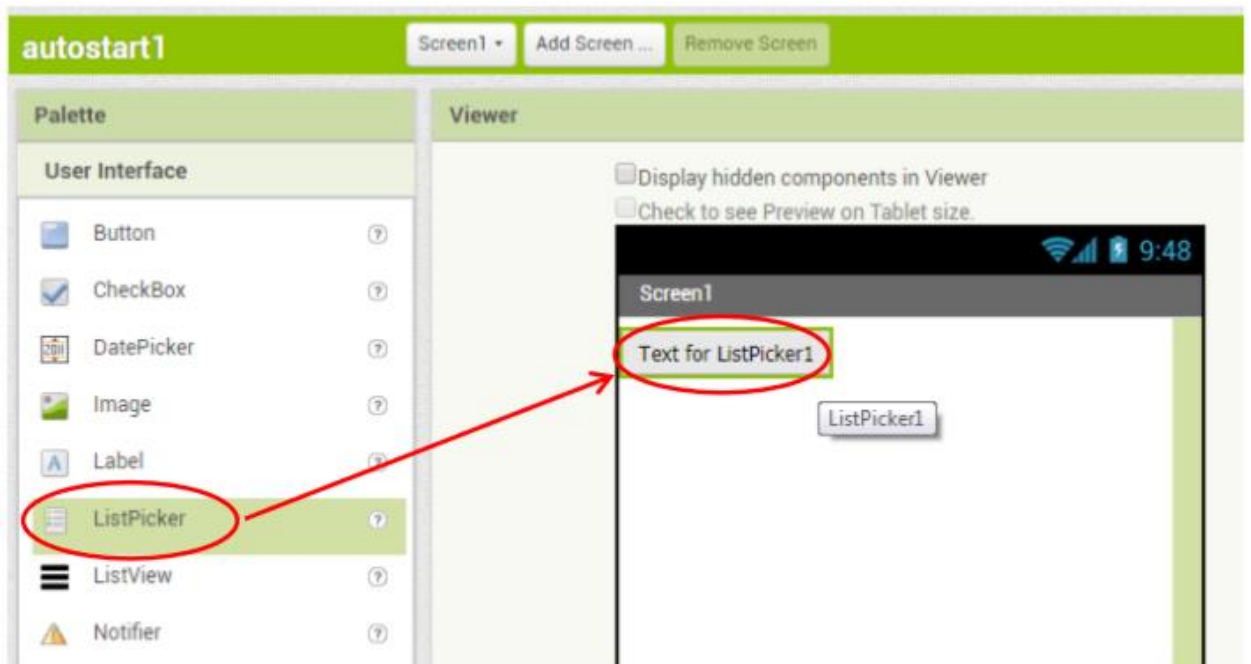 autostart1
Screen1
Add Screen ...
Remove Screen
Palette
Viewer
User Interface
Button
?
CheckBox
?
DatePicker
?
Image
?
Label
?
ListPicker
?
ListView
?
Notifier
?
Display hidden components in Viewer
Check to see Preview on Tablet size.
9:48
Screen1
Text for ListPicker1
ListPicker1